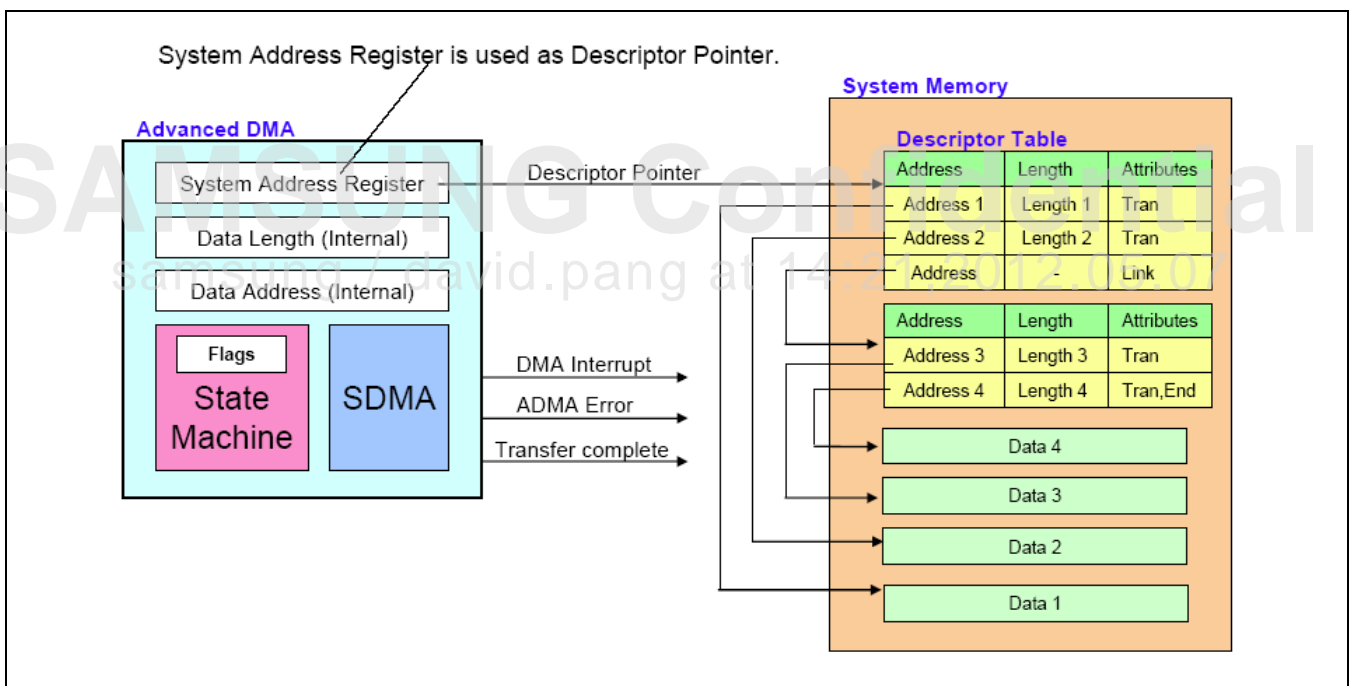 System Address Register is used as Descriptor Pointer.
System Memory
Advanced DMA
Descriptor Table
System Address Register
Descriptor Pointer
Address Length Attributes
Address 1 Length 1 Tran
Data Length (Internal)
Address 2 Length 2 Tran
Data Address (Internal)
Address - Link
Address Length Attributes
Flags
State
Machine
SDMA
DMA Interrupt
Address 3 Length 3 Tran
ADMA Error
Address 4 Length 4 Tran,End
Transfer complete
Data 4
Data 3
Data 2
Data 1
SAMSUNG Confidential
samsung / david.pang at 14:21,2012.05.07